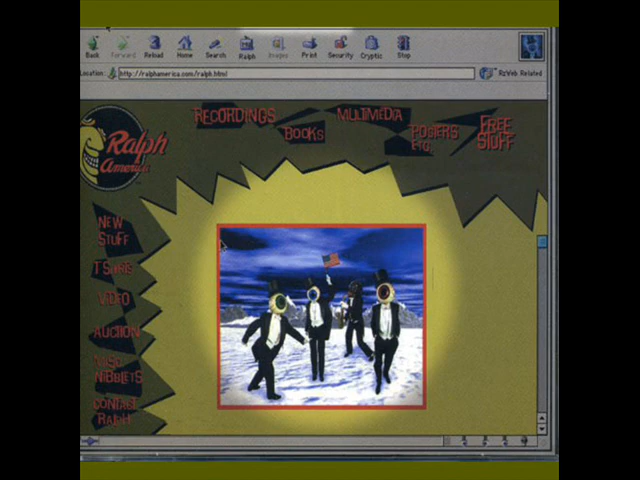 Back Forward Reload Home Search Ralph Images Print Security Cryptic Stop
Location: http://ralphamerica.com/ralph.html RzWeb Related
RECORDINGS
BOOKS
MULTIMEDIA
POSTERS
ETC.
FREE
STUFF
Ralph
America
NEW
STUFF
T SHIRTS
VIDEO
AUCTION
MISC.
NIBBLETS
CONTACT
RALPH